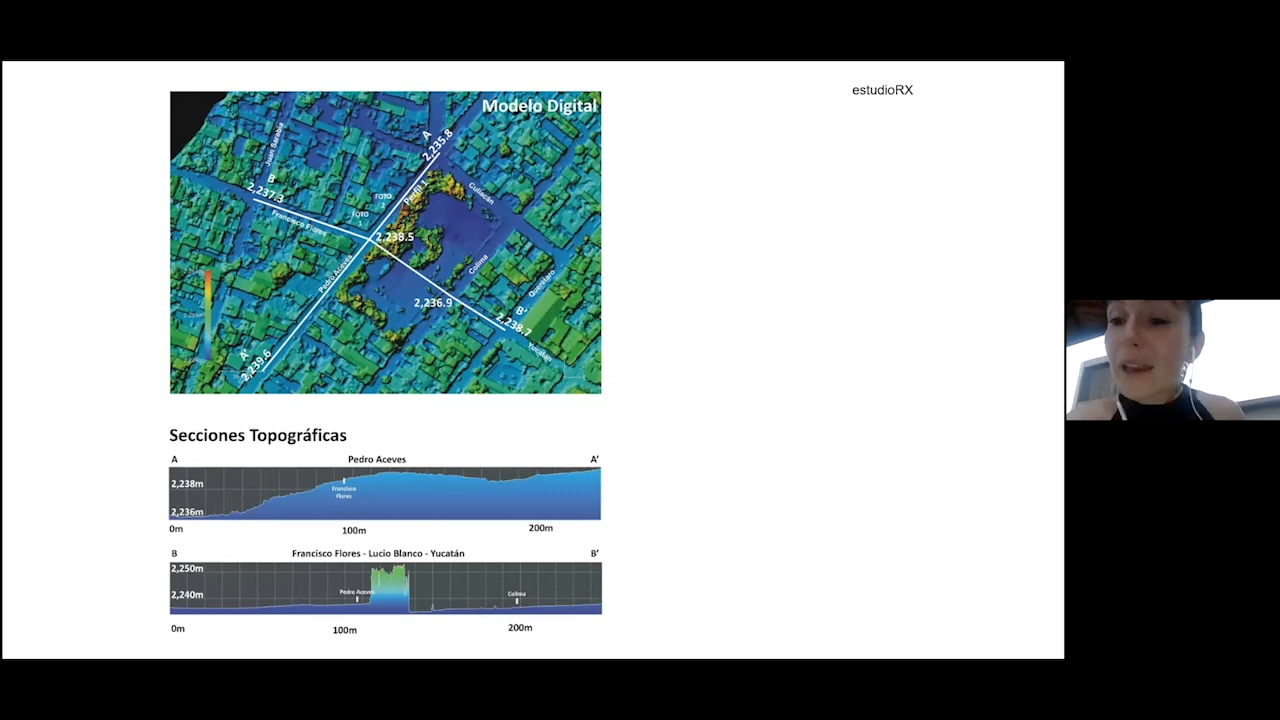 estudioRX
Modelo Digital
A
2,235.8
Juan Sarabia
B
2,237.3
FOTO
2
Perfil 1
Culiacán
FOTO
Francisco Flores
2,238.5
Pedro Aceves
Colima
Querétaro
2,236.9
B'
2,238.7
Yucatán
A'
2,239.6
Secciones Topográficas
A Pedro Aceves A'
2,238m
Francisco
Flores
2,236m
0m 100m 200m
B Francisco Flores - Lucio Blanco - Yucatán B'
2,250m
2,240m
Pedro Aceves
Colima
0m 100m 200m